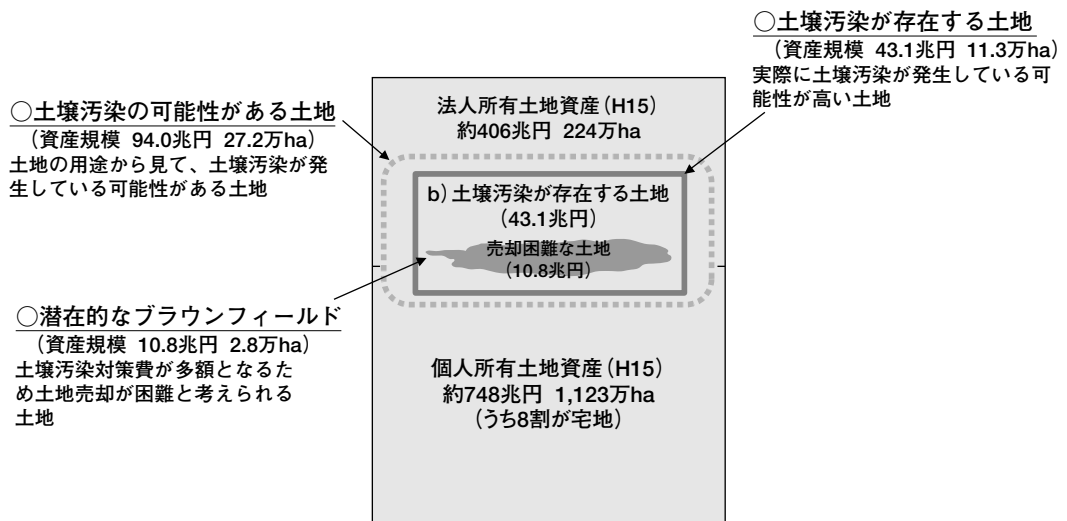 ○土壌汚染が存在する土地
（資産規模 43.1兆円 11.3万ha）
実際に土壌汚染が発生している可
能性が高い土地
○土壌汚染の可能性がある土地
（資産規模 94.0兆円 27.2万ha）
土地の用途から見て、土壌汚染が発
生している可能性がある土地
法人所有土地資産（H15）
約406兆円 224万ha
b）土壌汚染が存在する土地
（43.1兆円）
売却困難な土地
（10.8兆円）
○潜在的なブラウンフィールド
（資産規模 10.8兆円 2.8万ha）
土壌汚染対策費が多額となるた
め土地売却が困難と考えられる
土地
個人所有土地資産（H15）
約748兆円 1,123万ha
（うち8割が宅地）